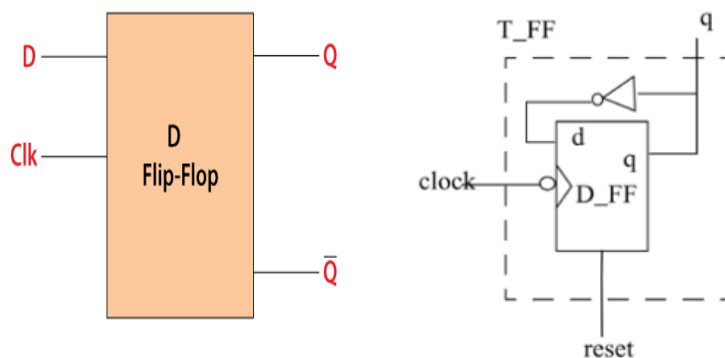 D
Clk
D
Flip-Flop
Q
Q̅
T_FF
q
d
q
clock
D_FF
reset